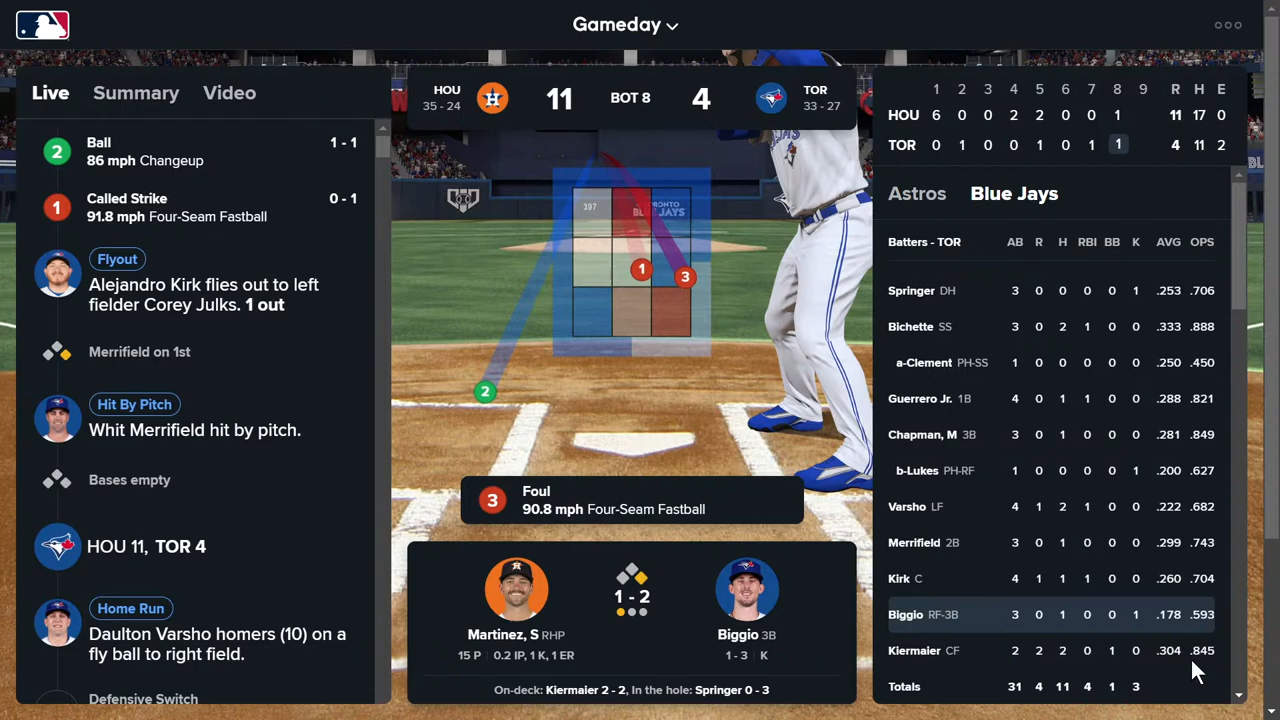 Gameday
Live Summary Video
2 Ball 1 - 1
86 mph Changeup
1 Called Strike 0 - 1
91.8 mph Four-Seam Fastball
Flyout
Alejandro Kirk flies out to left
fielder Corey Julks. 1 out
Merrifield on 1st
Hit By Pitch
Whit Merrifield hit by pitch.
Bases empty
HOU 11, TOR 4
Home Run
Daulton Varsho homers (10) on a
fly ball to right field.
Defensive Switch
HOU 11 BOT 8 4 TOR
35 - 24 33 - 27
397
TORONTO
BLUE JAYS
1
3
2
3 Foul
90.8 mph Four-Seam Fastball
1 - 2
Martinez, S RHP Biggio 3B
15 P 0.2 IP, 1 K, 1 ER 1 - 3 K
On-deck: Kiermaier 2 - 2, In the hole: Springer 0 - 3
1 2 3 4 5 6 7 8 9 R H E
HOU 6 0 0 2 2 0 0 1 11 17 0
TOR 0 1 0 0 1 0 1 1 4 11 2
Astros Blue Jays
Batters - TOR AB R H RBI BB K AVG OPS
Springer DH 3 0 0 0 0 1 .253 .706
Bichette SS 3 0 2 1 0 0 .333 .888
a-Clement PH-SS 1 0 0 0 0 0 .250 .450
Guerrero Jr. 1B 4 0 1 1 0 0 .288 .821
Chapman, M 3B 3 0 1 0 0 0 .281 .849
b-Lukes PH-RF 1 0 0 0 0 1 .200 .627
Varsho LF 4 1 2 1 0 0 .222 .682
Merrifield 2B 3 0 1 0 0 0 .299 .743
Kirk C 4 1 1 1 0 0 .260 .704
Biggio RF-3B 3 0 1 0 0 1 .178 .593
Kiermaier CF 2 2 2 0 1 0 .304 .845
Totals 31 4 11 4 1 3